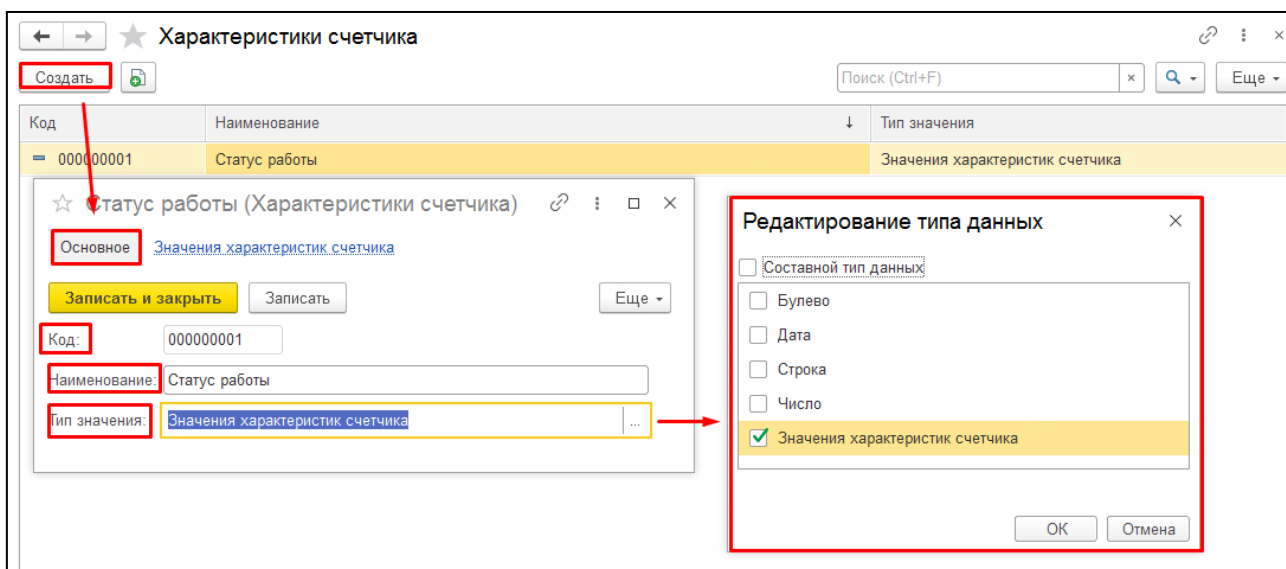 Характеристики счетчика
Создать
Поиск (Ctrl+F)
Еще
Код Наименование Тип значения
000000001 Статус работы Значения характеристик счетчика
Статус работы (Характеристики счетчика)
Основное Значения характеристик счетчика
Записать и закрыть Записать Еще
Код: 000000001
Наименование: Статус работы
Тип значения: Значения характеристик счетчика ...
Редактирование типа данных
Составной тип данных
Булево
Дата
Строка
Число
Значения характеристик счетчика
ОК Отмена